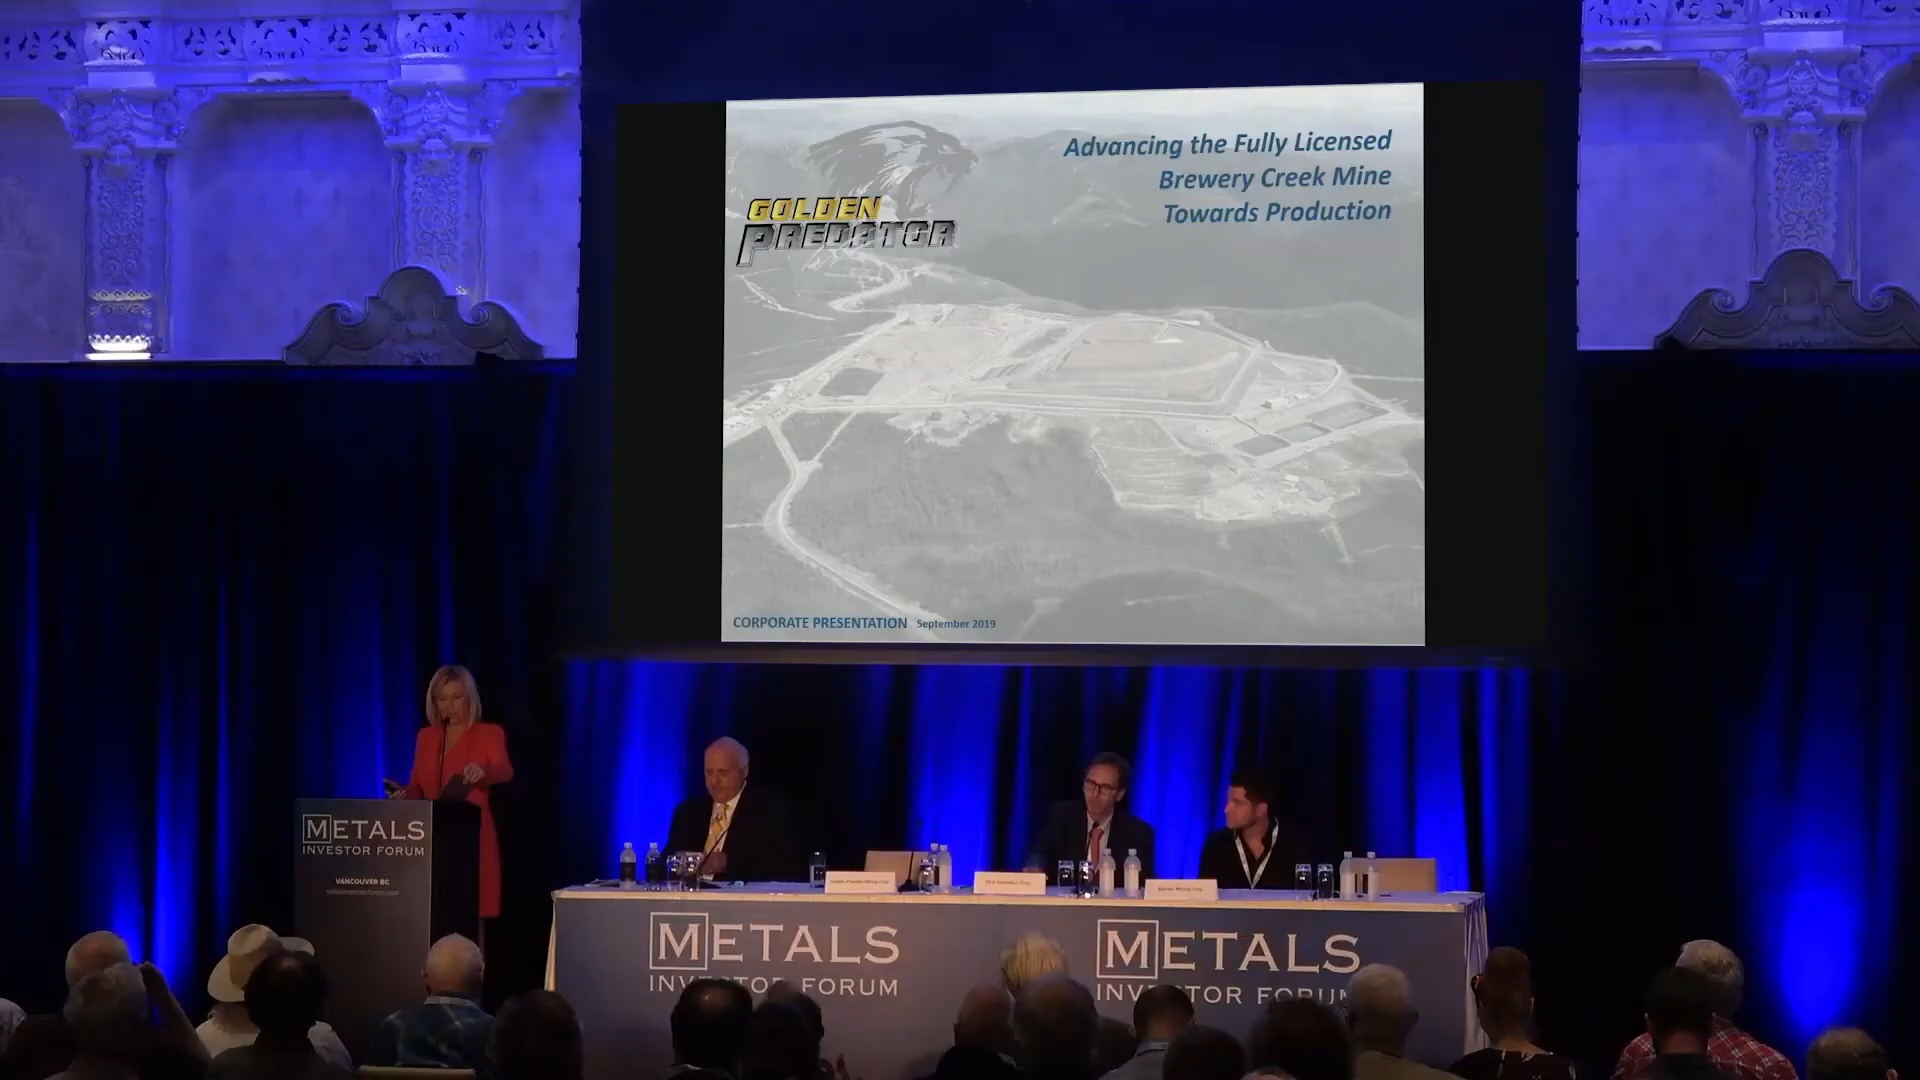 Advancing the Fully Licensed
Brewery Creek Mine
Towards Production
GOLDEN
PREDATOR
CORPORATE PRESENTATION September 2019
METALS
INVESTOR FORUM
VANCOUVER BC
METALS
INVESTOR FORUM
METALS
INVESTOR FORUM